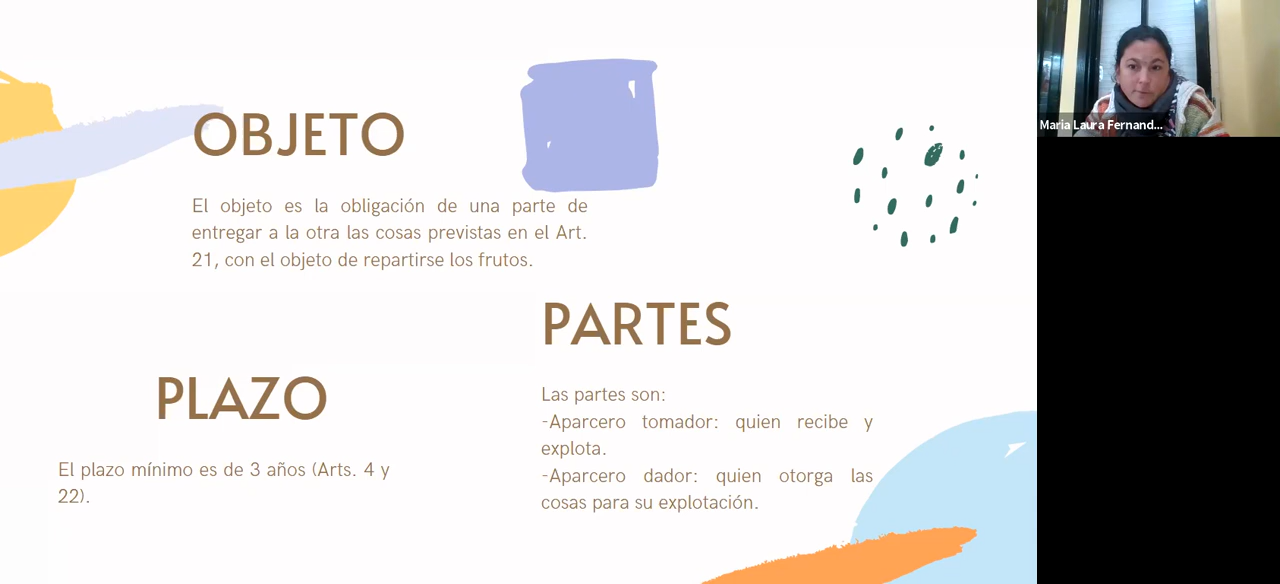 OBJETO
El objeto es la obligación de una parte de
entregar a la otra las cosas previstas en el Art.
21, con el objeto de repartirse los frutos.
PARTES
Las partes son:
-Aparcero tomador: quien recibe y
explota.
-Aparcero dador: quien otorga las
cosas para su explotación.
PLAZO
El plazo mínimo es de 3 años (Arts. 4 y
22).
Maria Laura Fernand...